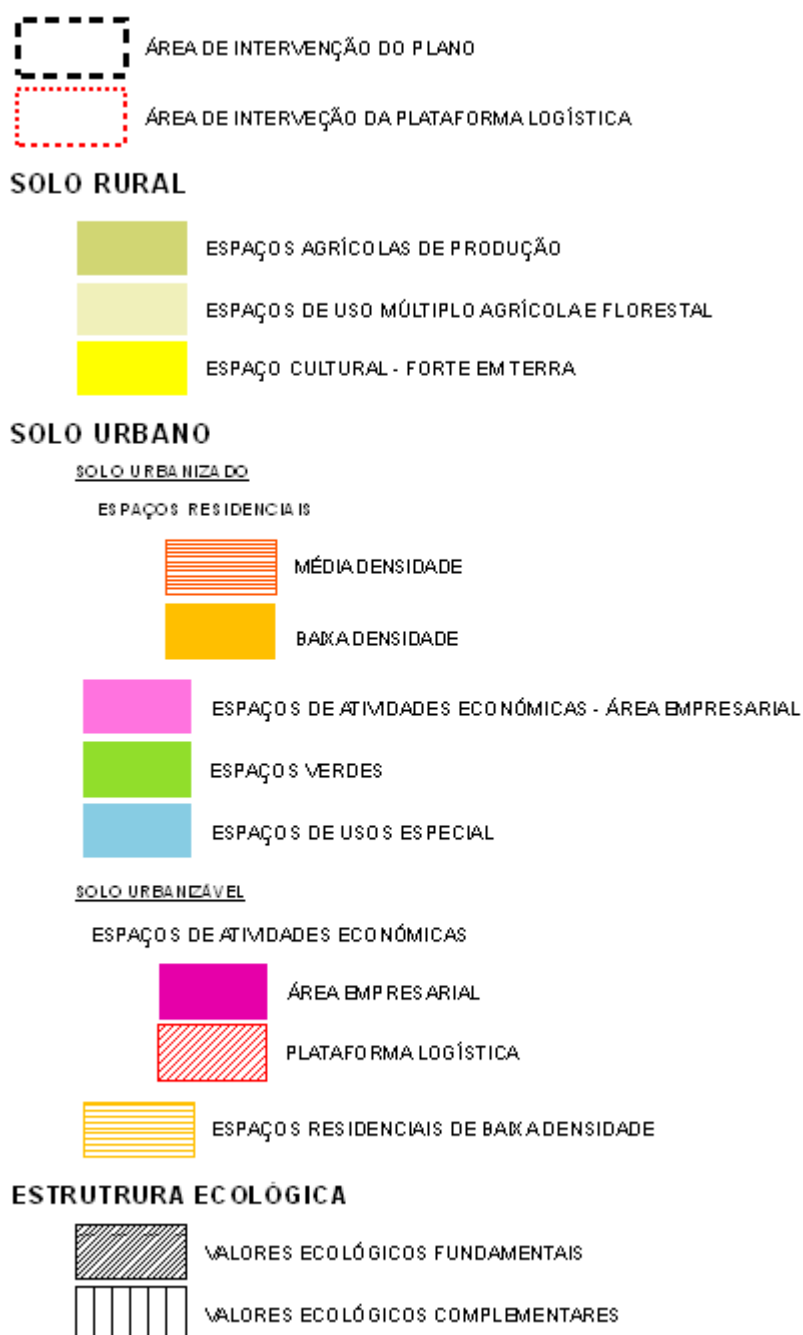 ÁREA DE INTERVENÇÃO DO PLANO
ÁREA DE INTERVEÇÃO DA PLATAFORMA LOGÍSTICA
SOLO RURAL
ESPAÇOS AGRÍCOLAS DE PRODUÇÃO
ESPAÇOS DE USO MÚLTIPLO AGRÍCOLA E FLORESTAL
ESPAÇO CULTURAL - FORTE EM TERRA
SOLO URBANO
SOLO URBANIZADO
ESPAÇOS RESIDENCIAIS
MÉDIA DENSIDADE
BAIXA DENSIDADE
ESPAÇOS DE ATIVIDADES ECONÓMICAS - ÁREA EMPRESARIAL
ESPAÇOS VERDES
ESPAÇOS DE USOS ESPECIAL
SOLO URBANIZÁVEL
ESPAÇOS DE ATIVIDADES ECONÓMICAS
ÁREA EMPRESARIAL
PLATAFORMA LOGÍSTICA
ESPAÇOS RESIDENCIAIS DE BAIXA DENSIDADE
ESTRUTRURA ECOLÓGICA
VALORES ECOLÓGICOS FUNDAMENTAIS
VALORES ECOLÓGICOS COMPLEMENTARES